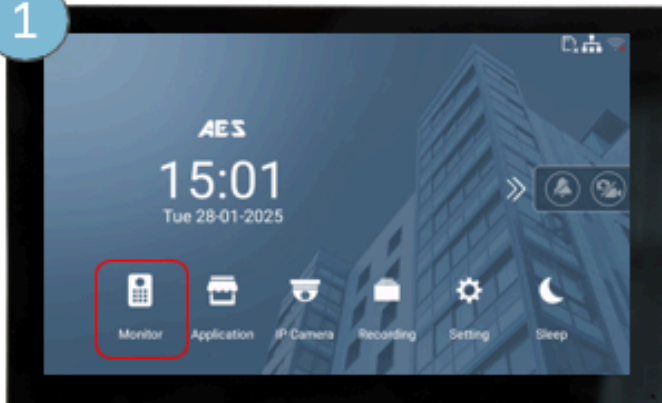 1
AES
15:01
Tue 28-01-2025
Monitor
Application
IP Camera
Recording
Setting
Sleep